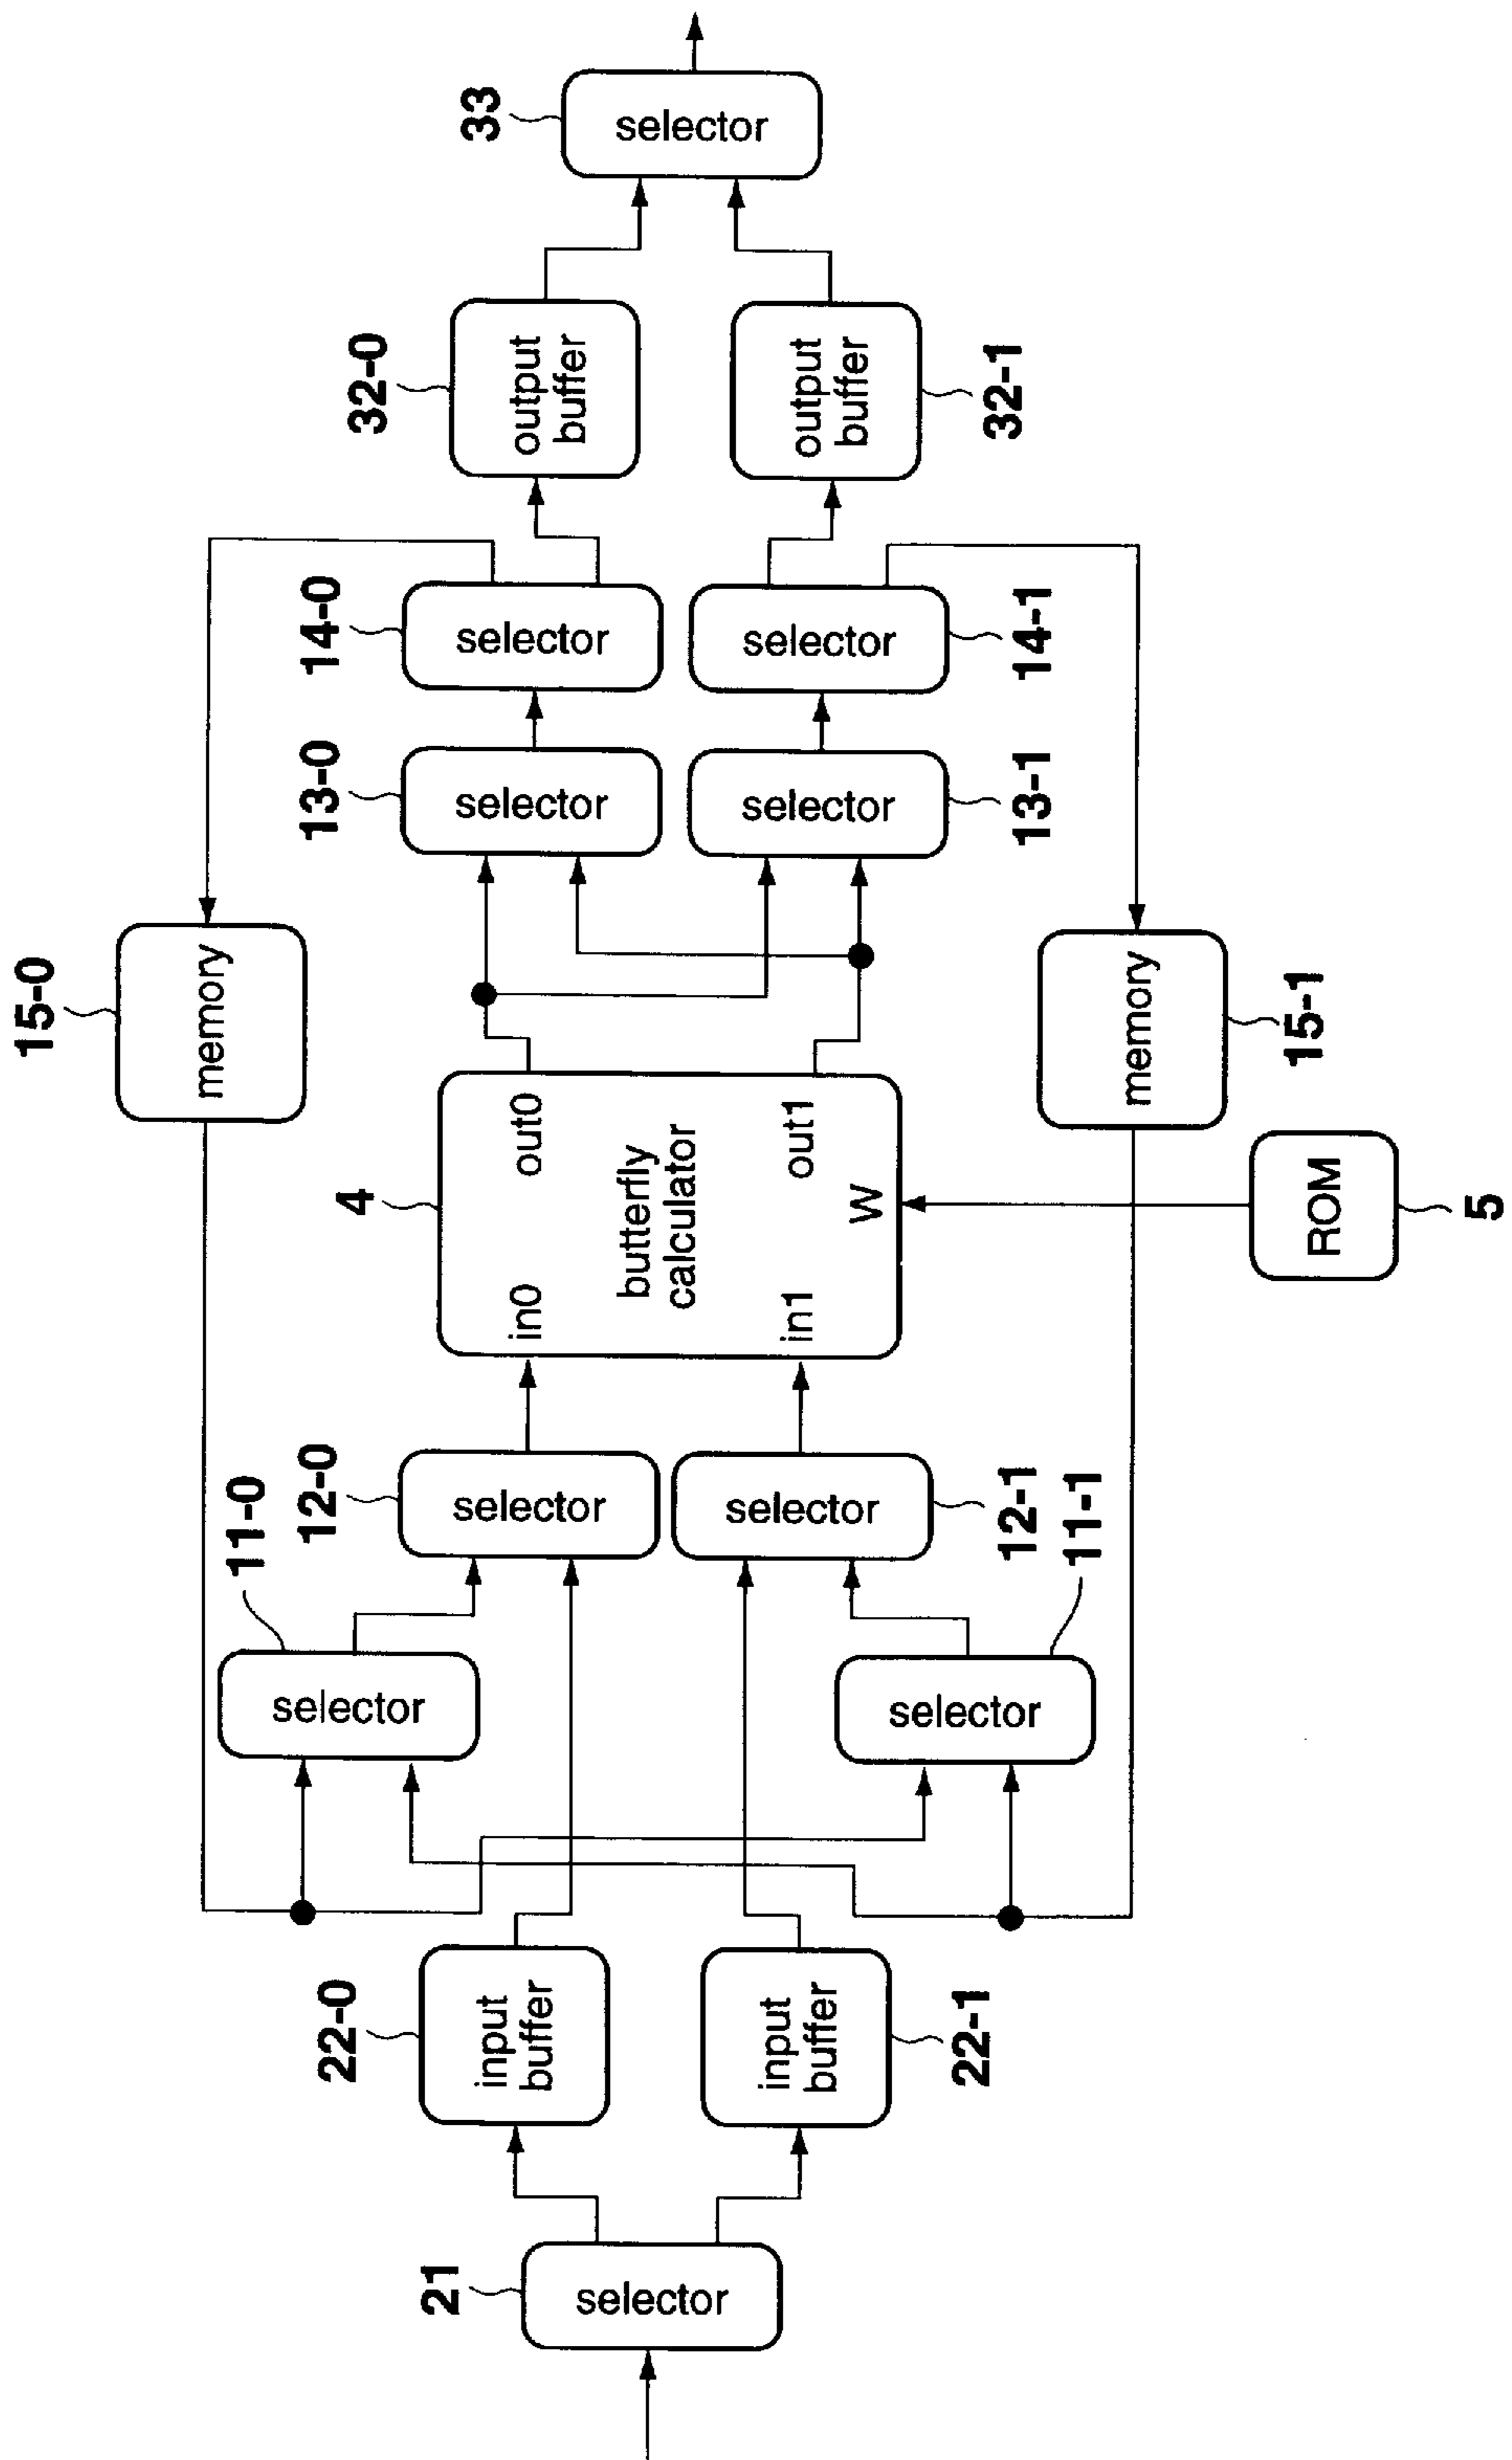 33
selector
32-0
output
buffer
output
buffer
32-1
14-0
selector
selector
14-1
13-0
selector
selector
13-1
15-0
memory
memory
15-1
4
out0
out1
butterfly
calculator
W
in0
in1
ROM
5
12-0
selector
selector
12-1
11-0
selector
selector
11-1
22-0
input
buffer
input
buffer
22-1
21
selector